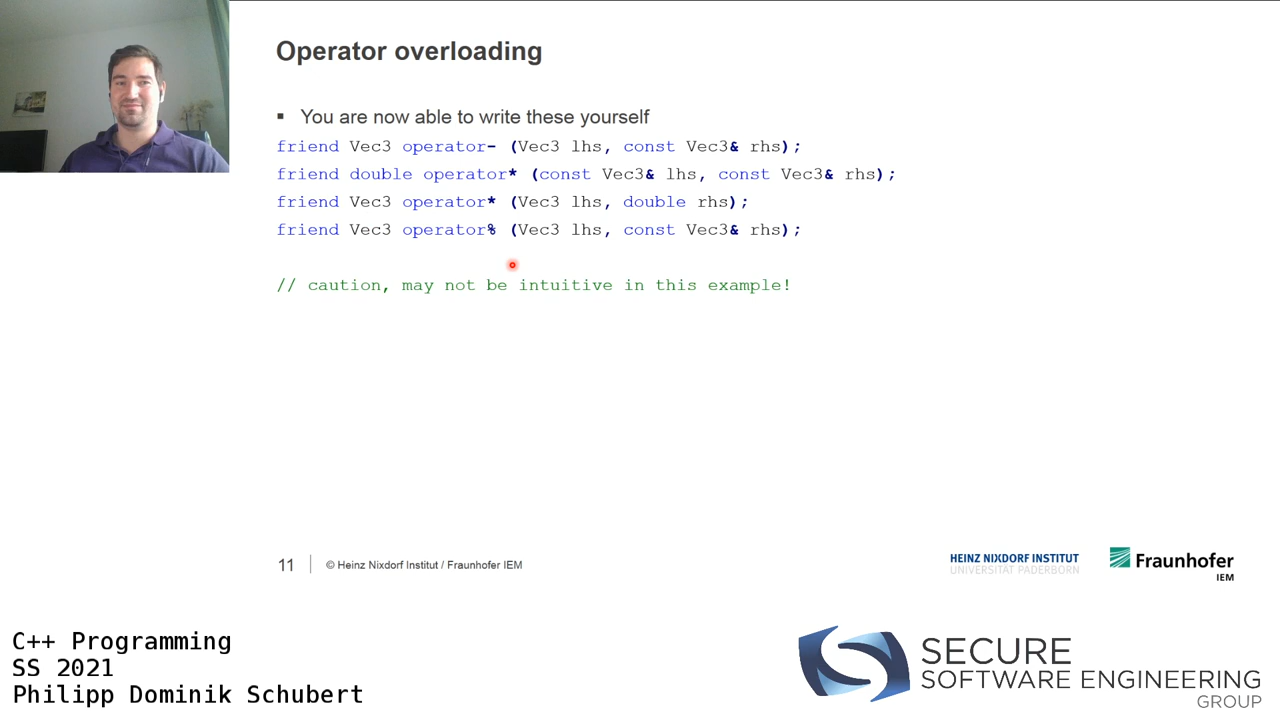 Operator overloading
▪ You are now able to write these yourself
friend Vec3 operator- (Vec3 lhs, const Vec3& rhs);
friend double operator* (const Vec3& lhs, const Vec3& rhs);
friend Vec3 operator* (Vec3 lhs, double rhs);
friend Vec3 operator% (Vec3 lhs, const Vec3& rhs);
// caution, may not be intuitive in this example!
11
© Heinz Nixdorf Institut / Fraunhofer IEM
HEINZ NIXDORF INSTITUT
UNIVERSITÄT PADERBORN
Fraunhofer
IEM
C++ Programming
SS 2021
Philipp Dominik Schubert
SECURE
SOFTWARE ENGINEERING
GROUP